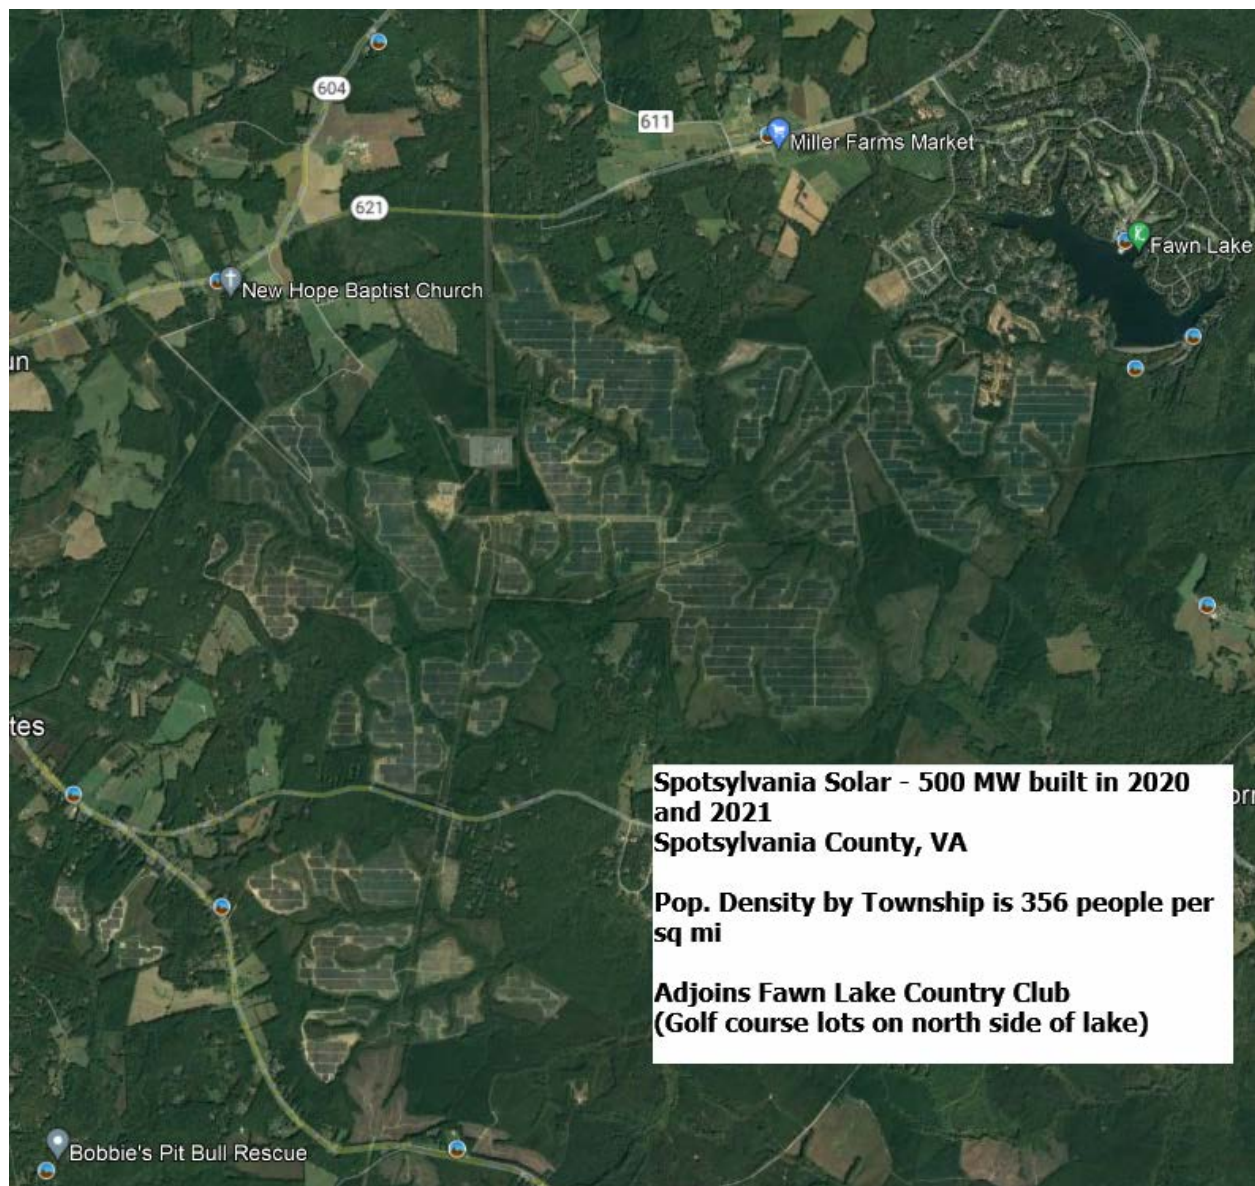 604
611
Miller Farms Market
621
Fawn Lake
New Hope Baptist Church
un
tes
Spotsylvania Solar - 500 MW built in 2020
and 2021
Spotsylvania County, VA
Pop. Density by Township is 356 people per
sq mi
Adjoins Fawn Lake Country Club
(Golf course lots on north side of lake)
Bobbie's Pit Bull Rescue